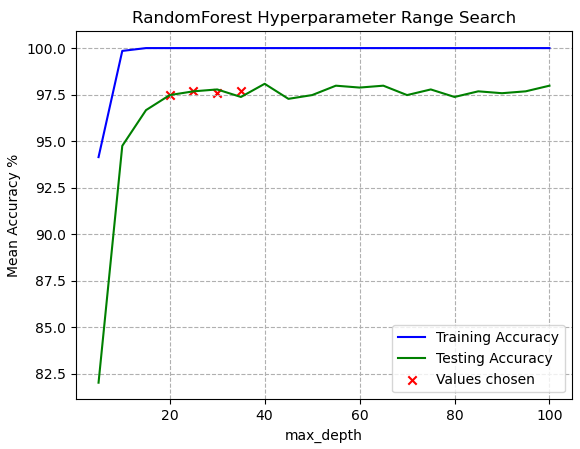 RandomForest Hyperparameter Range Search
100.0
97.5
95.0
92.5
90.0
87.5
85.0
82.5
Mean Accuracy %
Training Accuracy
Testing Accuracy
Values chosen
20 40 60 80 100
max_depth